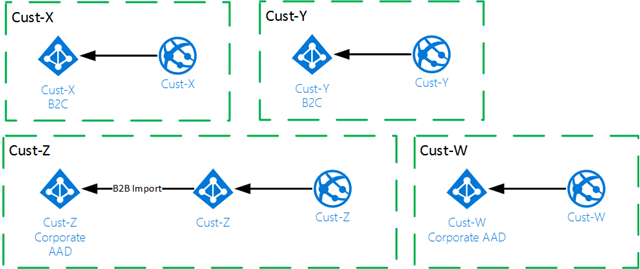 Cust-X
Cust-X
B2C
Cust-X
Cust-Y
Cust-Y
B2C
Cust-Y
Cust-Z
Cust-Z
Corporate
AAD
B2B Import
Cust-Z
Cust-Z
Cust-W
Cust-W
Corporate AAD
Cust-W